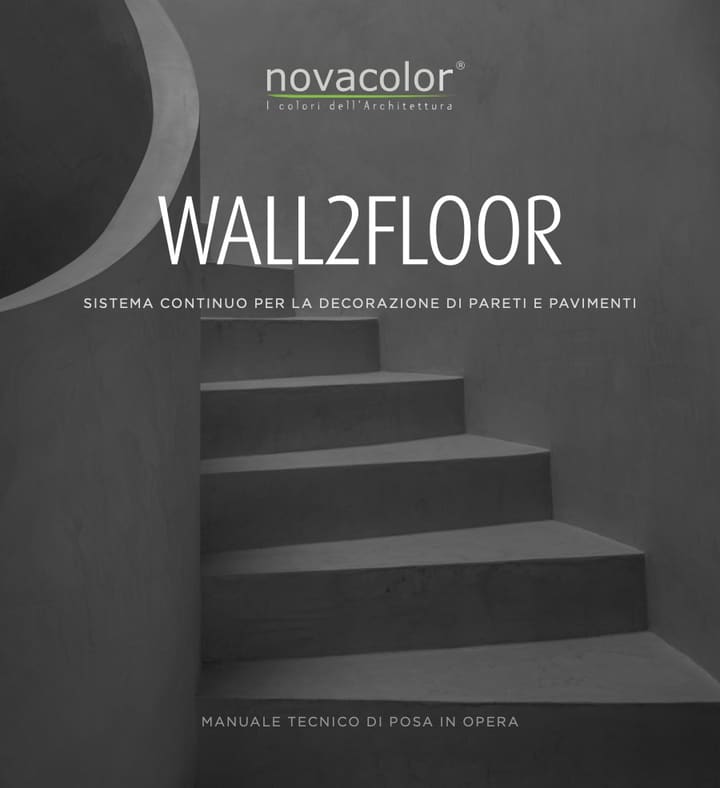 novacolor®
I colori dell'Architettura
WALL2FLOOR
SISTEMA CONTINUO PER LA DECORAZIONE DI PARETI E PAVIMENTI
MANUALE TECNICO DI POSA IN OPERA